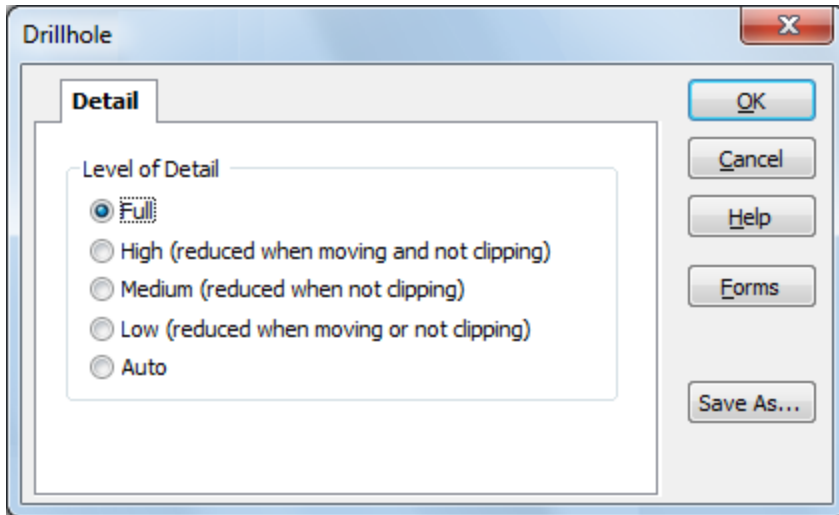 Drillhole
X
Detail
Level of Detail
Full
High (reduced when moving and not clipping)
Medium (reduced when not clipping)
Low (reduced when moving or not clipping)
Auto
OK
Cancel
Help
Forms
Save As...